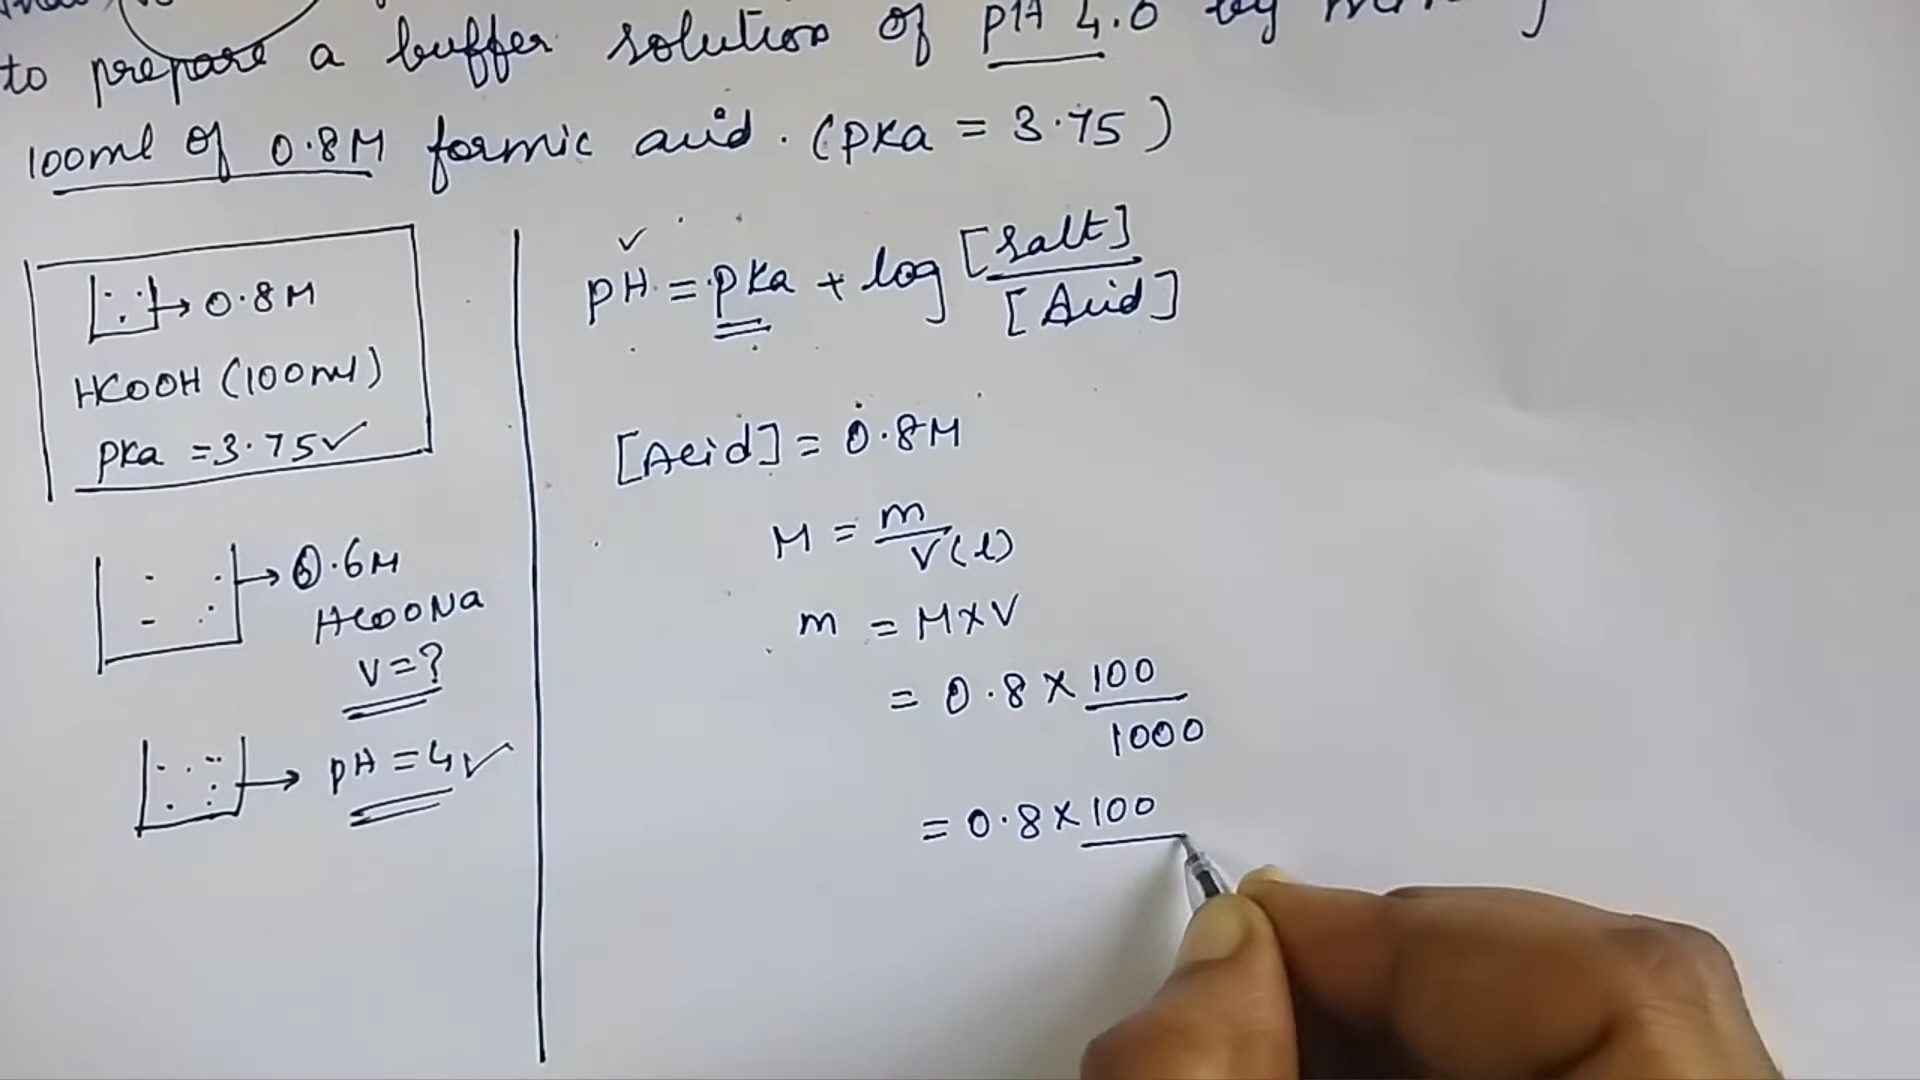 to prepare a buffer solution of pH 4.0 by
100ml of 0.8M formic acid. (pKa = 3.75)
0.8M
HCOOH (100ml)
pKa = 3.75 ✓
0.6M
HCOONa
V = ?
pH = 4 ✓
✓
pH = pKa + log [Salt]
[Acid]
[Acid] = 0.8M
M = m
V(l)
m = M×V
= 0.8 × 100
1000
= 0.8 × 100